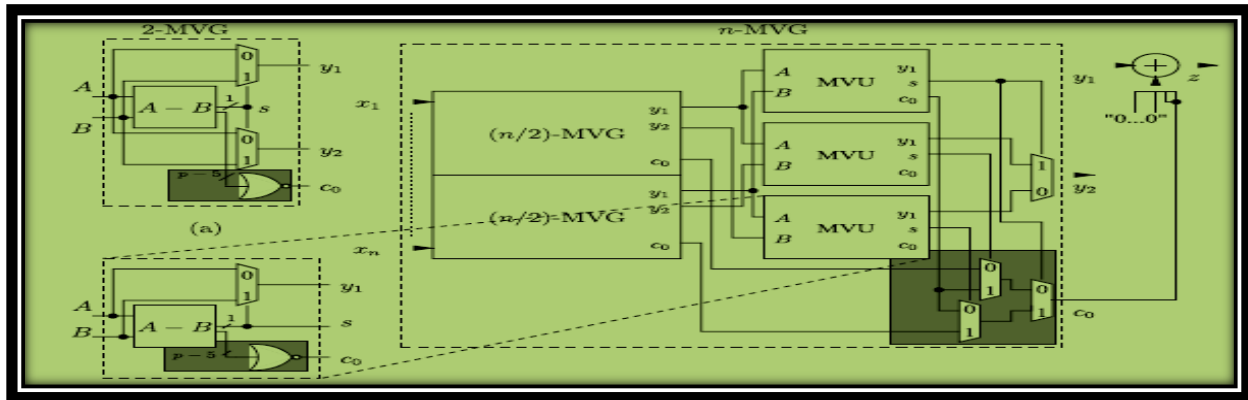 2-MVG
A
B
A − B
1
0
1
s
y₁
0
1
y₂
p−5
c₀
(a)
A
B
A − B
1
0
1
y₁
s
p−5
c₀
n-MVG
x₁
xₙ
(n/2)-MVG
y₁
y₂
c₀
(n/2)-MVG
y₁
y₂
c₀
A
B
MVU
y₁
s
c₀
A
B
MVU
y₁
s
c₀
A
B
MVU
y₁
s
c₀
1
0
0
1
0
1
0
1
y₁
y₂
c₀
+
z
"0...0"